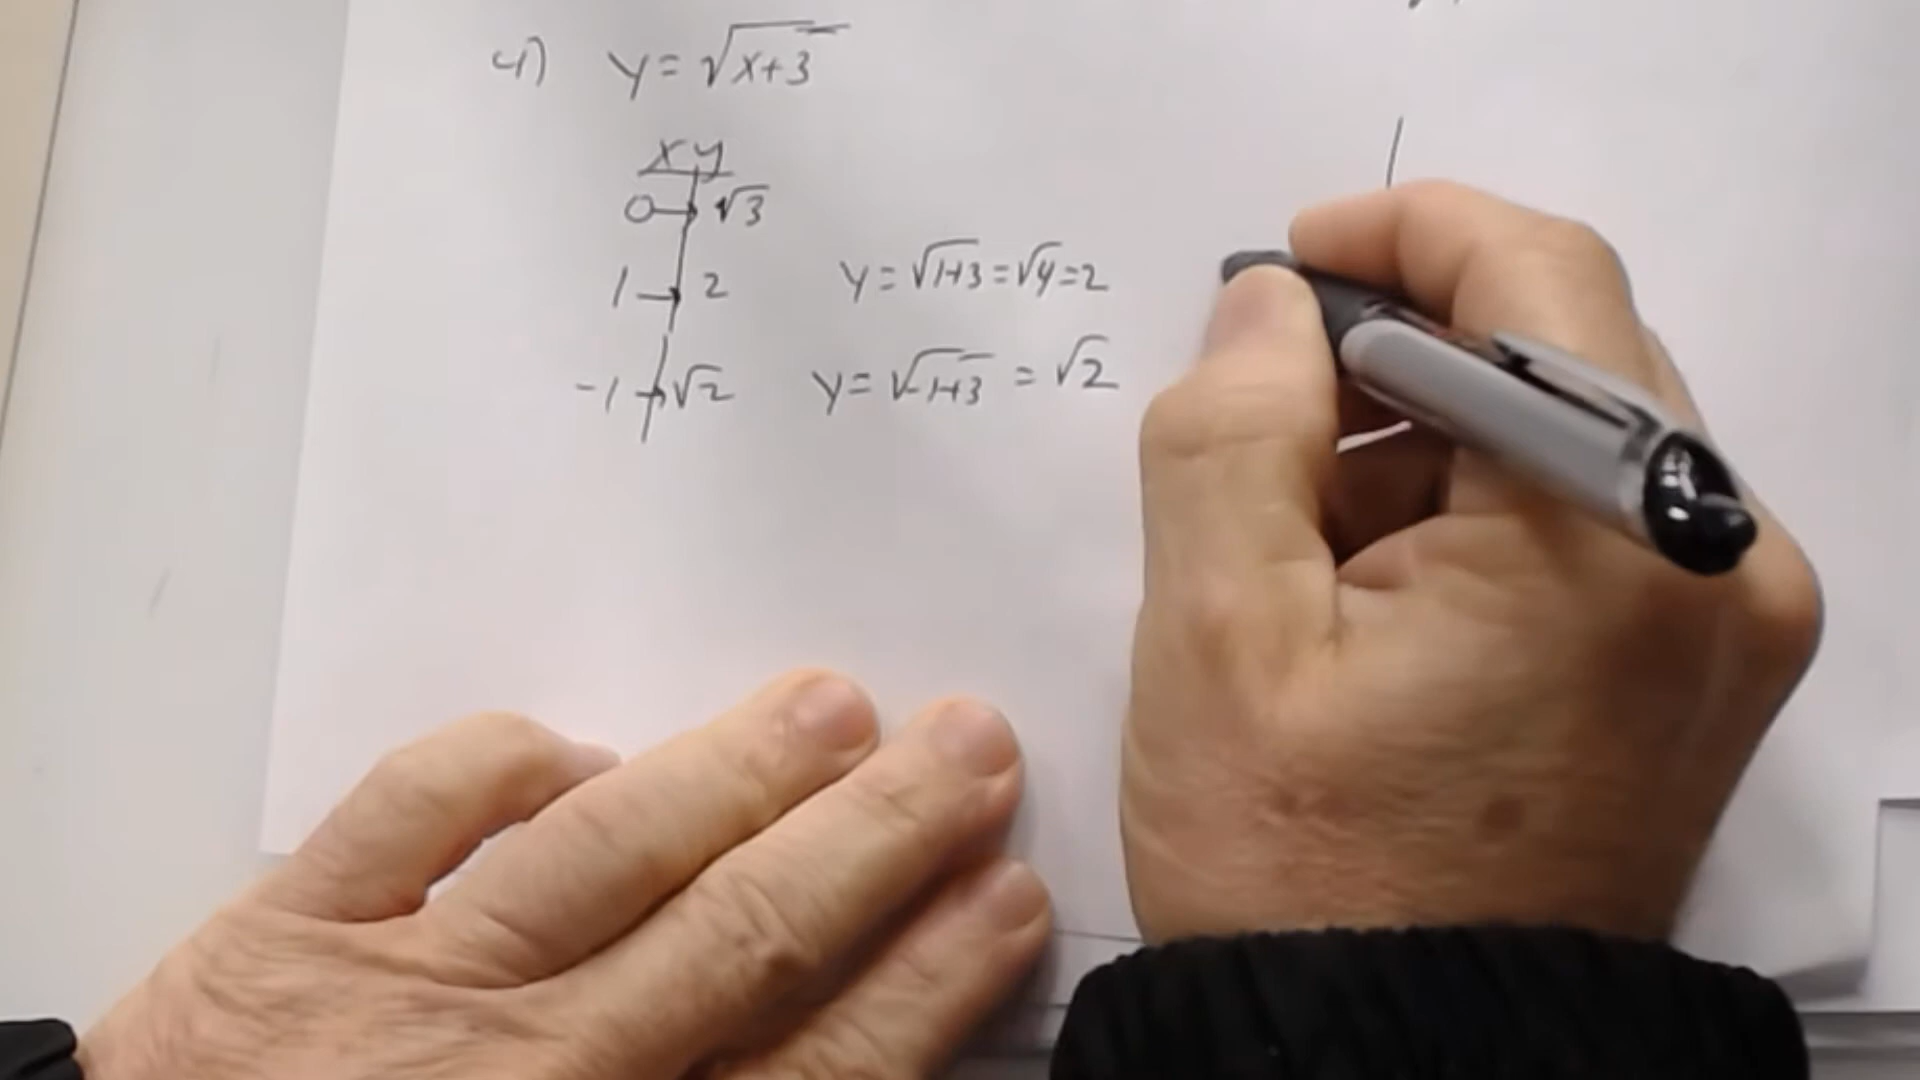 4) y = √x+3
x y
0 √3
1 2 y = √1+3 = √4 = 2
-1 √2 y = √-1+3 = √2